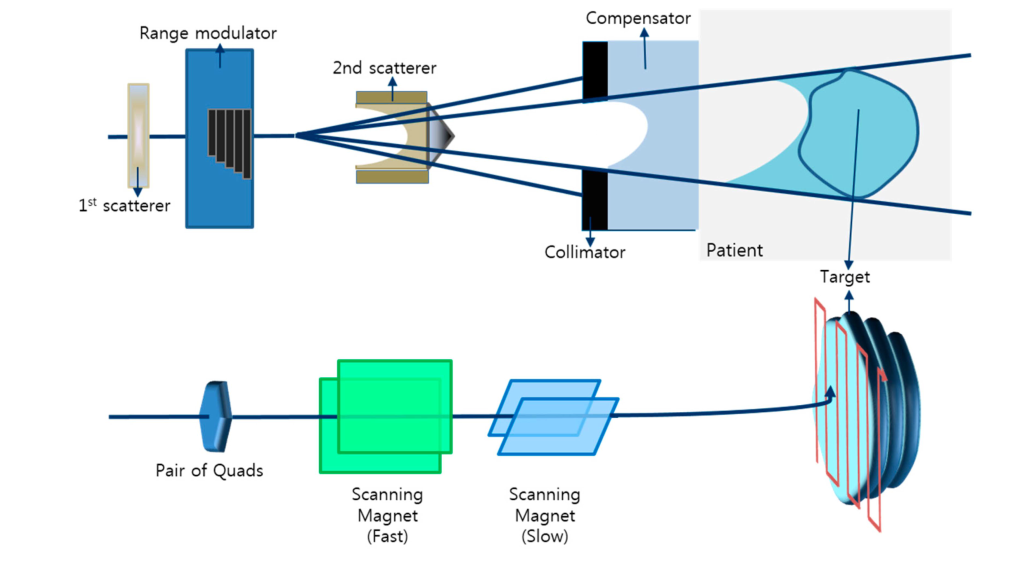 Compensator
Range modulator
2nd scatterer
1st scatterer
Collimator
Patient
Target
Pair of Quads
Scanning
Magnet
(Fast)
Scanning
Magnet
(Slow)